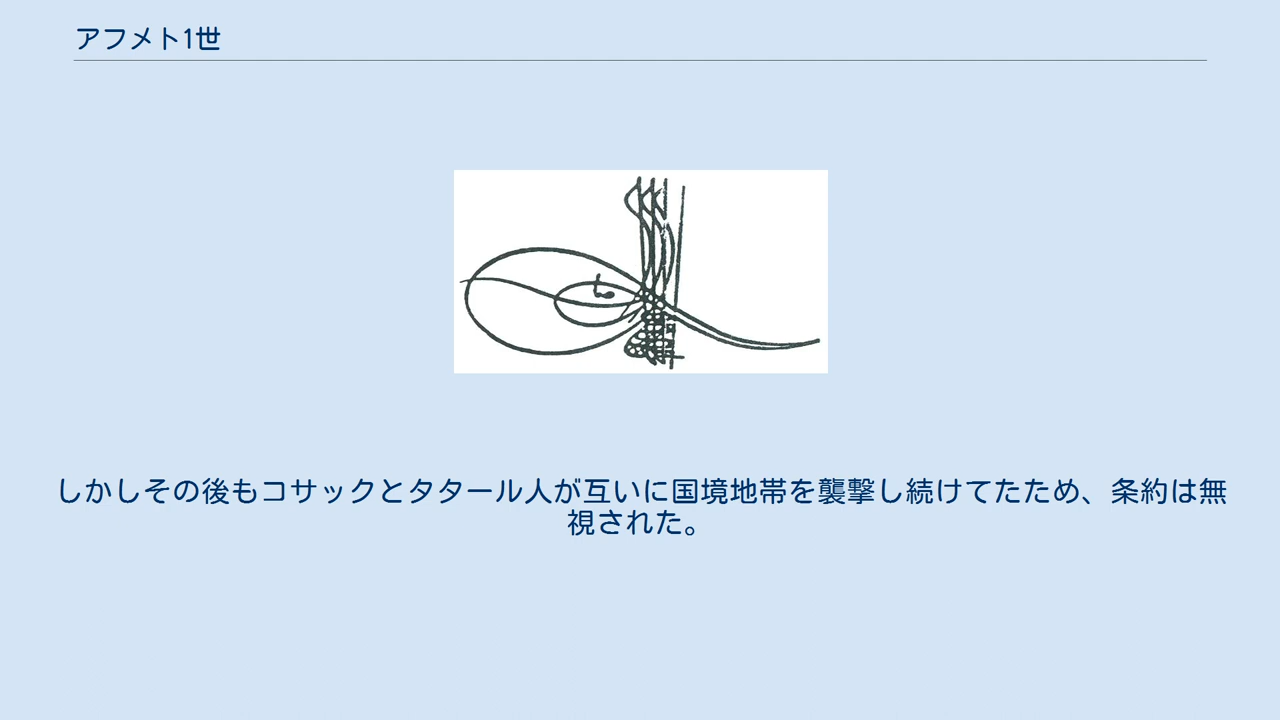 アフメト1世
しかしその後もコサックとタタール人が互いに国境地帯を襲撃し続けてたため、条約は無
視された。